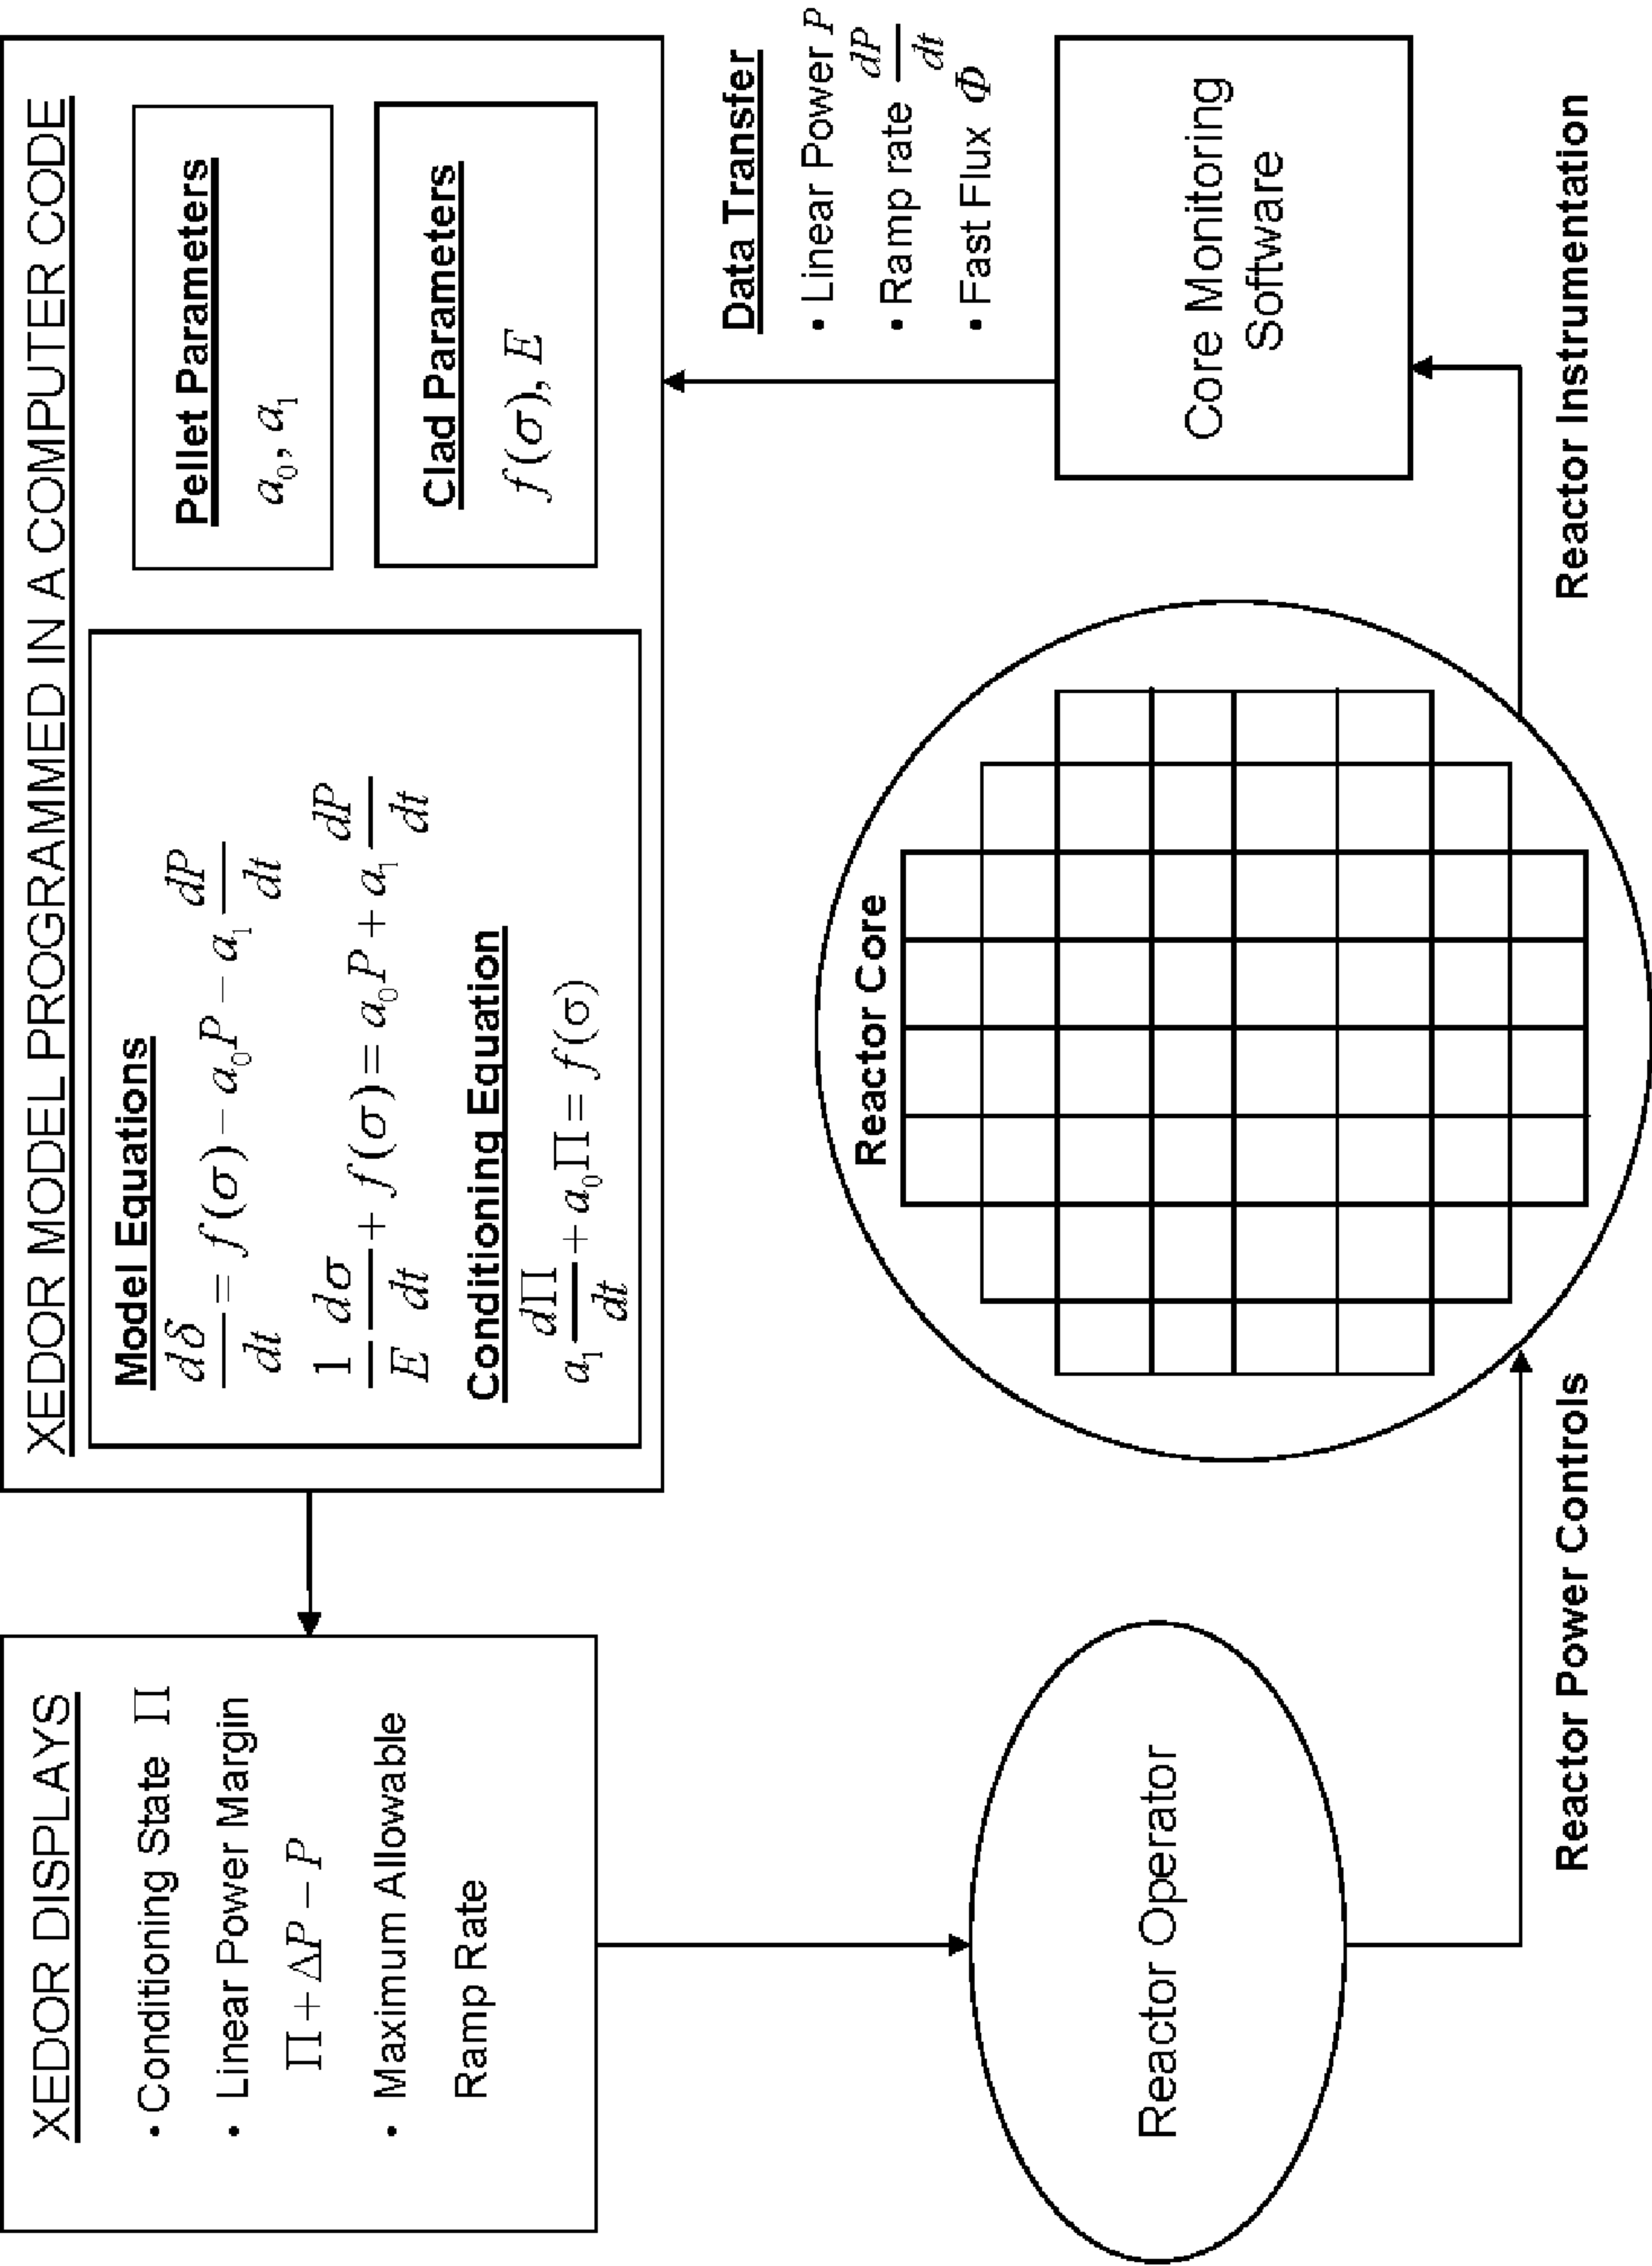 XEDOR DISPLAYS
• Conditioning State Π
• Linear Power Margin
Π + ΔP − P
• Maximum Allowable
Ramp Rate
XEDOR MODEL PROGRAMMED IN A COMPUTER CODE
Model Equations
dδ/dt = f(σ) − a₀P − a₁ dP/dt
1/E dσ/dt + f(σ) = a₀P + a₁ dP/dt
Conditioning Equation
a₁ dΠ/dt + a₀Π = f(σ)
Pellet Parameters
a₀, a₁
Clad Parameters
f(σ), E
Data Transfer
• Linear Power P
• Ramp rate dP/dt
• Fast Flux Φ
Reactor Operator
Reactor Core
Core Monitoring
Software
Reactor Power Controls
Reactor Instrumentation